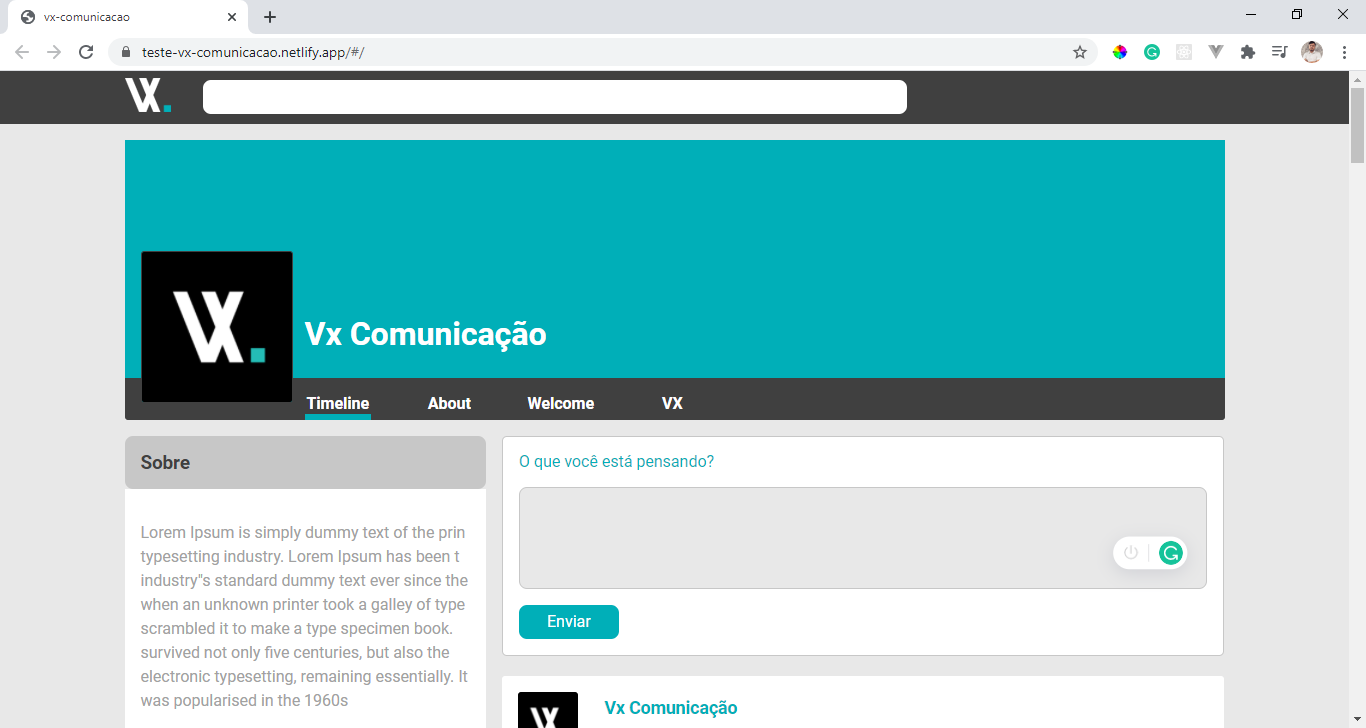 vx-comunicacao
teste-vx-comunicacao.netlify.app/#/
VX.
VX.
Vx Comunicação
Timeline About Welcome VX
Sobre
Lorem Ipsum is simply dummy text of the prin
typesetting industry. Lorem Ipsum has been t
industry"s standard dummy text ever since the
when an unknown printer took a galley of type
scrambled it to make a type specimen book.
survived not only five centuries, but also the
electronic typesetting, remaining essentially. It
was popularised in the 1960s
O que você está pensando?
Enviar
VX
Vx Comunicação